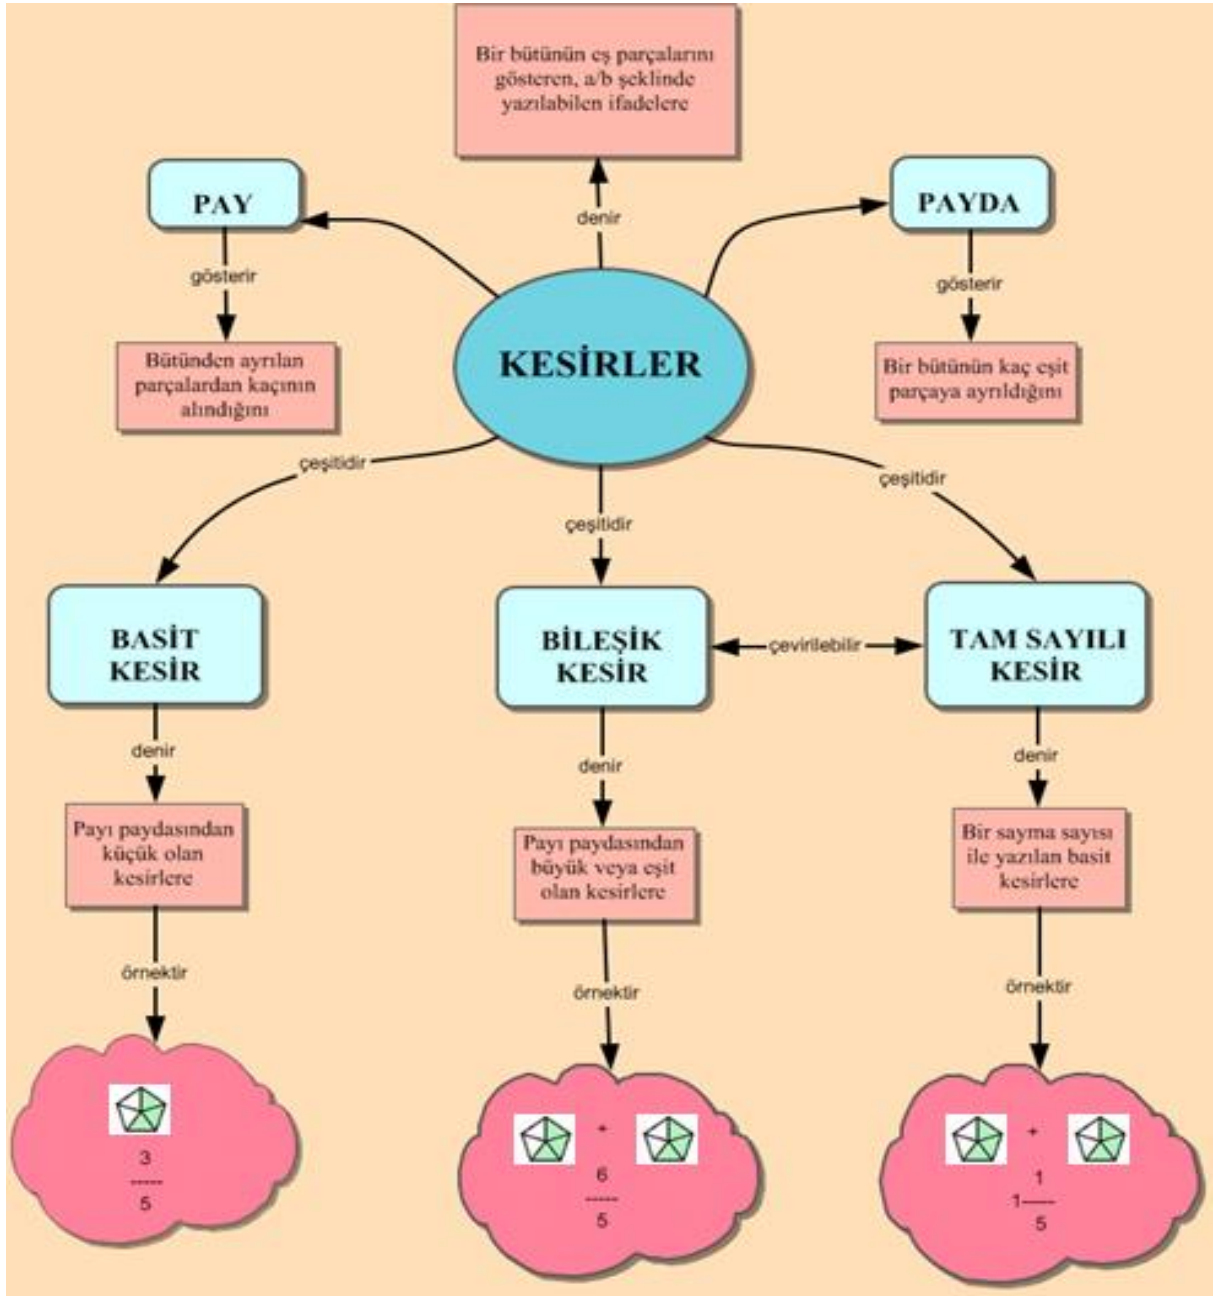 Bir bütünün eş parçalarını
gösteren, a/b şeklinde
yazılabilen ifadelere
PAY
denir
PAYDA
gösterir
gösterir
Bütünden ayrılan
parçalardan kaçının
alındığını
KESİRLER
Bir bütünün kaç eşit
parçaya ayrıldığını
çeşitidir
çeşitidir
çeşitidir
BASİT
KESİR
BİLEŞİK
KESİR
çevirilebilir
TAM SAYILI
KESİR
denir
denir
denir
Payı paydasından
küçük olan
kesirlere
Payı paydasından
büyük veya eşit
olan kesirlere
Bir sayma sayısı
ile yazılan basit
kesirlere
örnektir
örnektir
örnektir
3
-----
5
+
6
-----
5
+
1
1-----
5